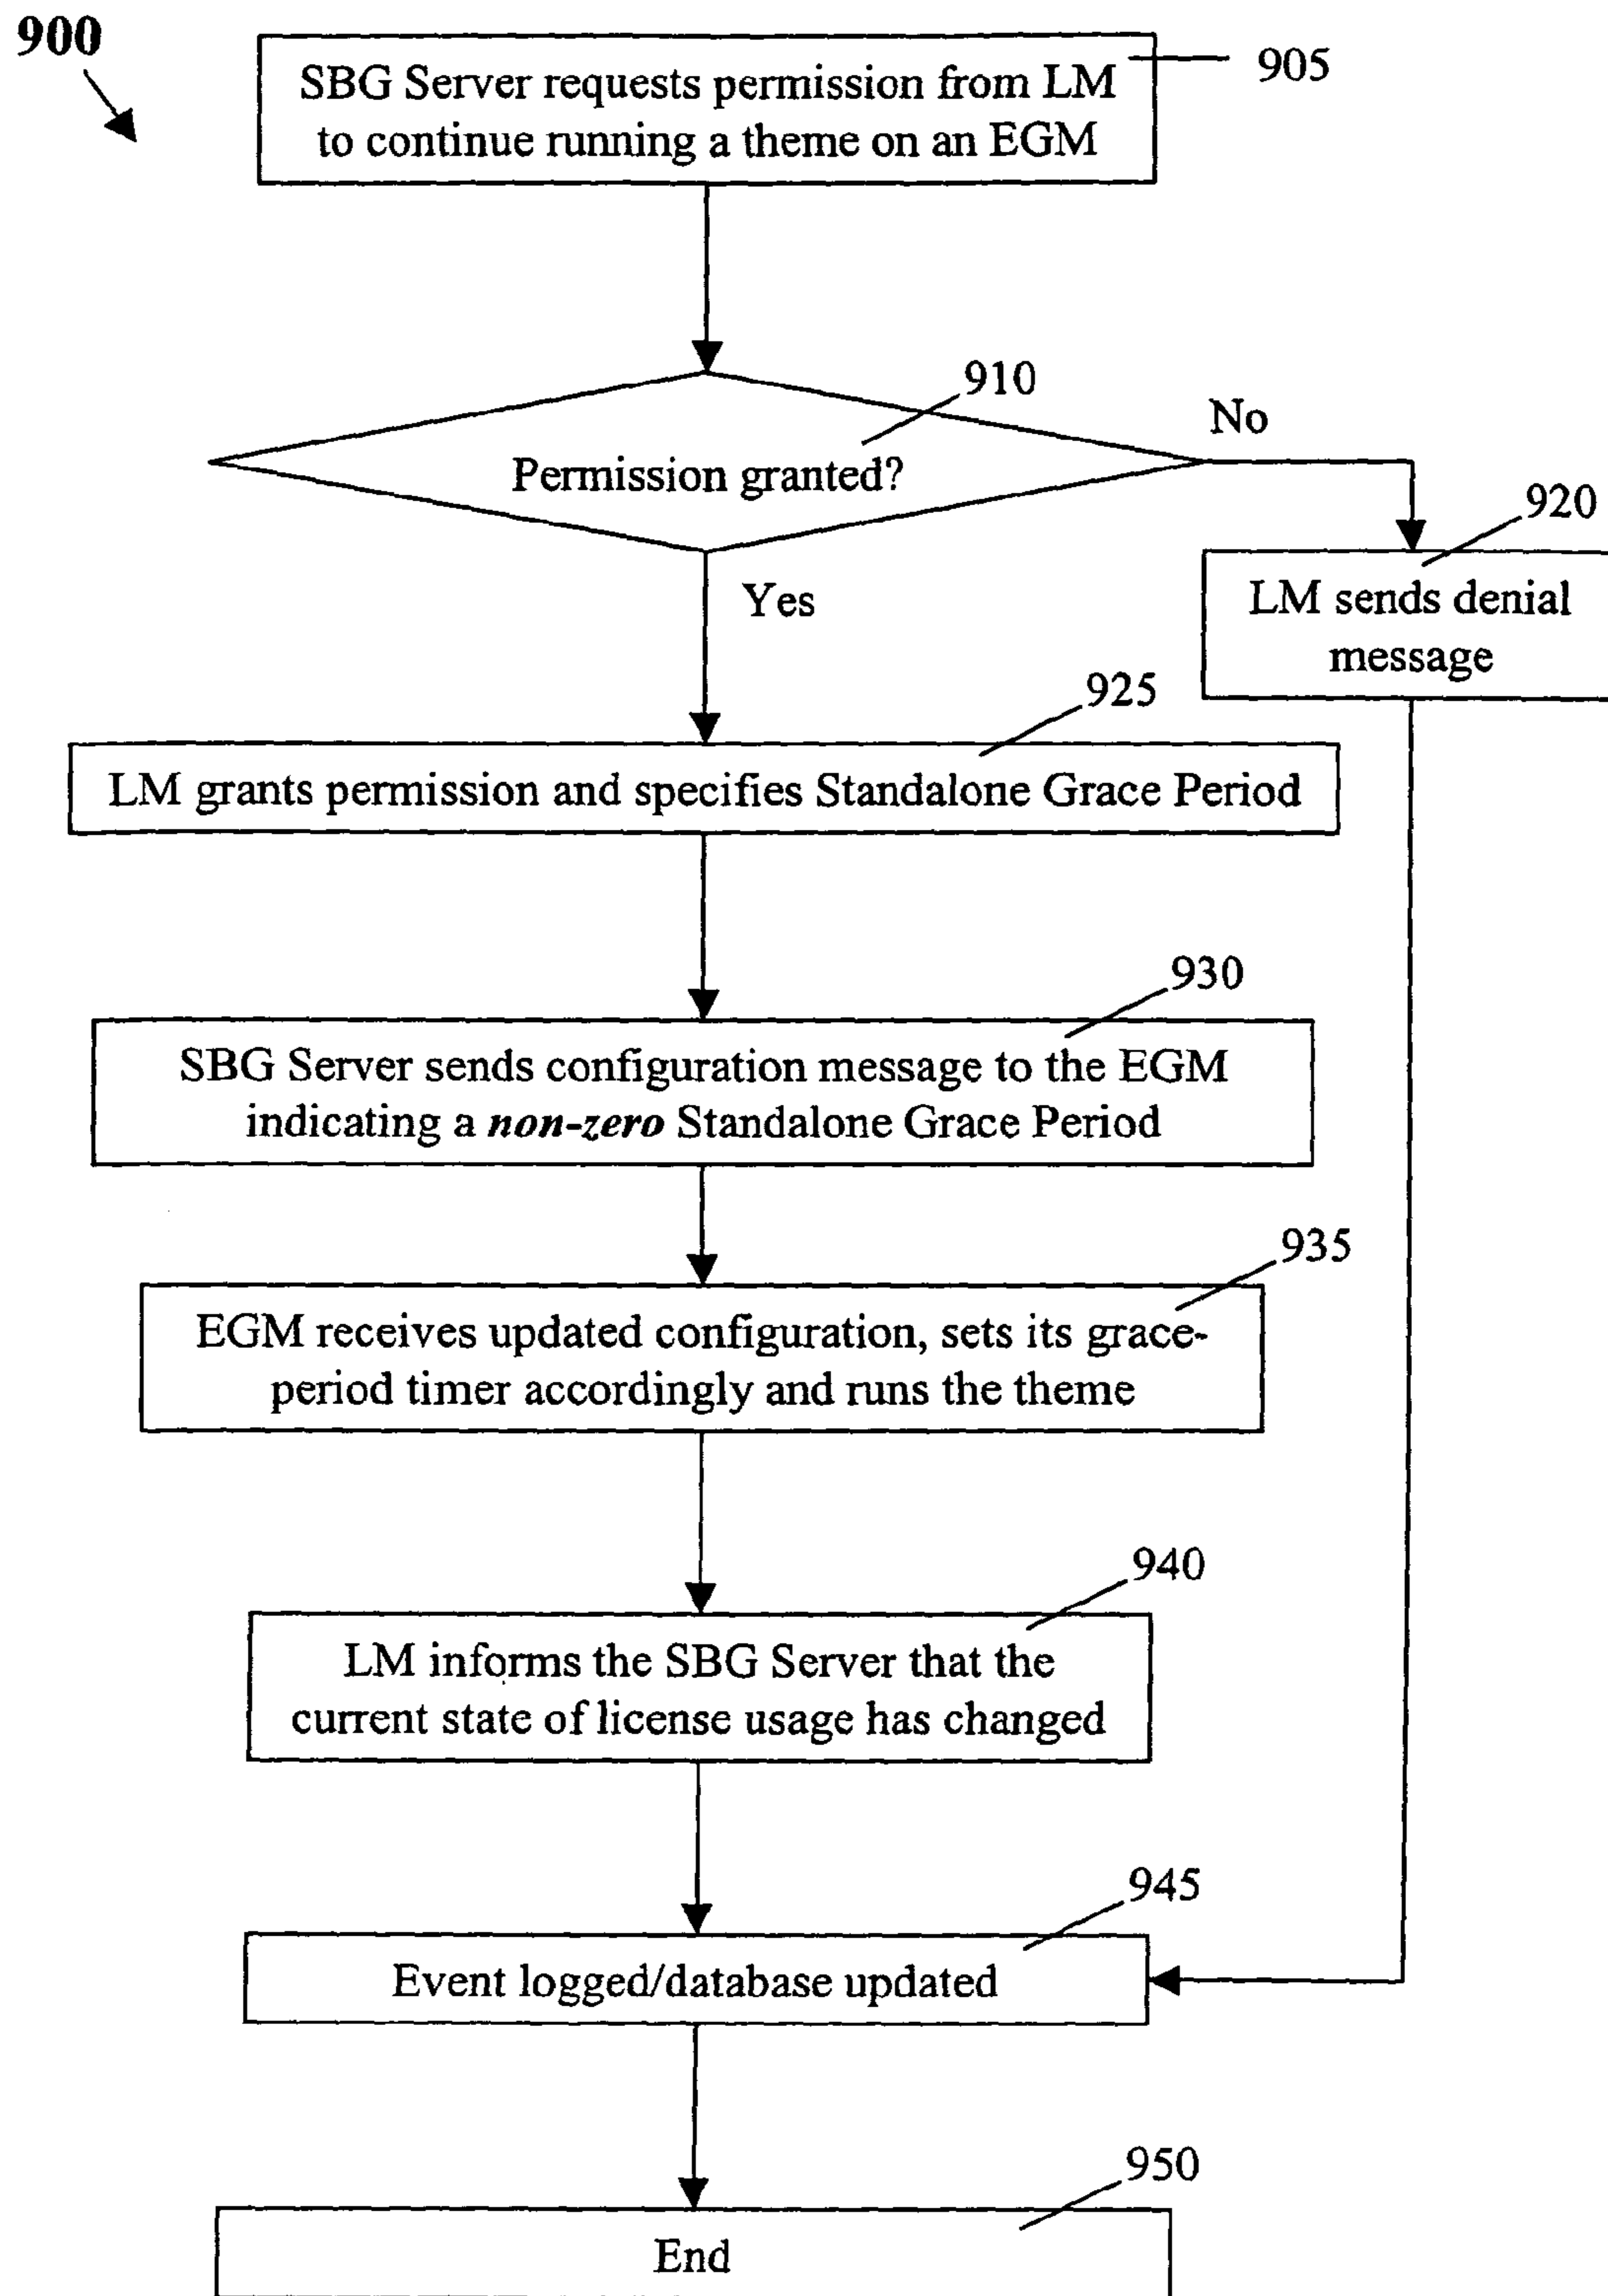 900
SBG Server requests permission from LM
to continue running a theme on an EGM
905
910
Permission granted?
No
920
LM sends denial
message
Yes
925
LM grants permission and specifies Standalone Grace Period
930
SBG Server sends configuration message to the EGM
indicating a non-zero Standalone Grace Period
935
EGM receives updated configuration, sets its grace-
period timer accordingly and runs the theme
940
LM informs the SBG Server that the
current state of license usage has changed
945
Event logged/database updated
950
End